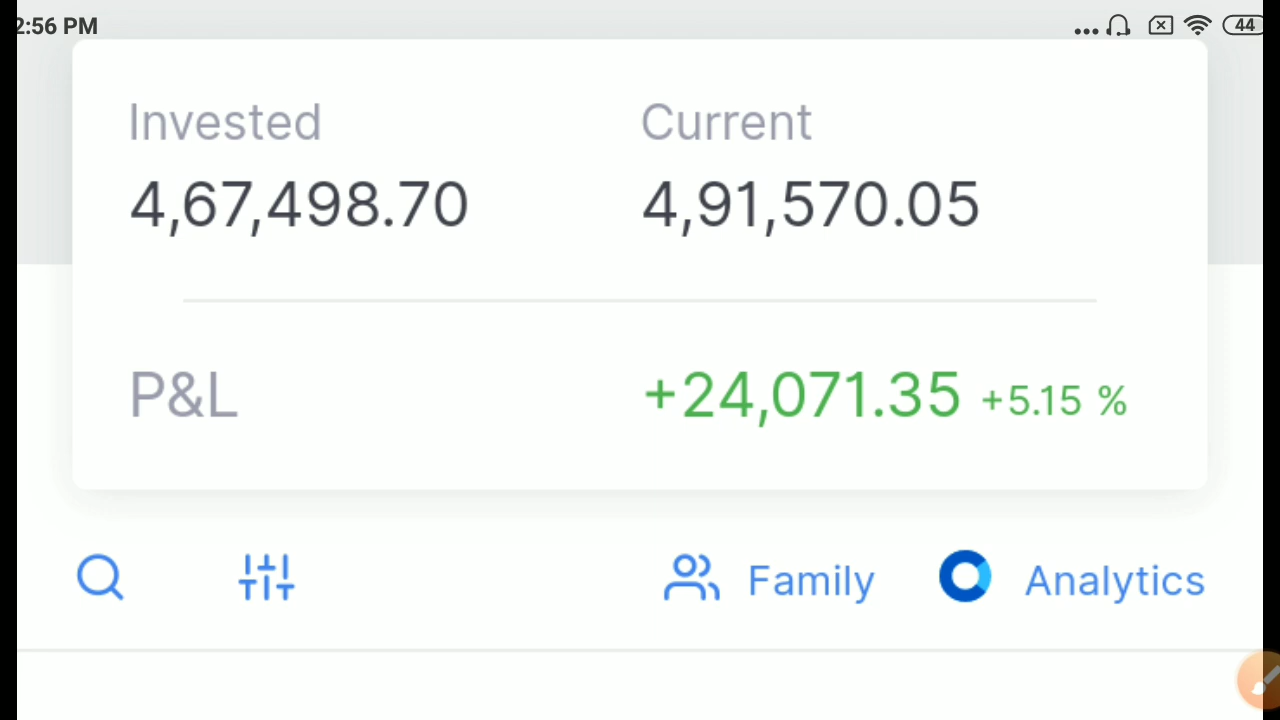 2:56 PM 44
Invested Current
4,67,498.70 4,91,570.05
P&L +24,071.35 +5.15 %
Family Analytics